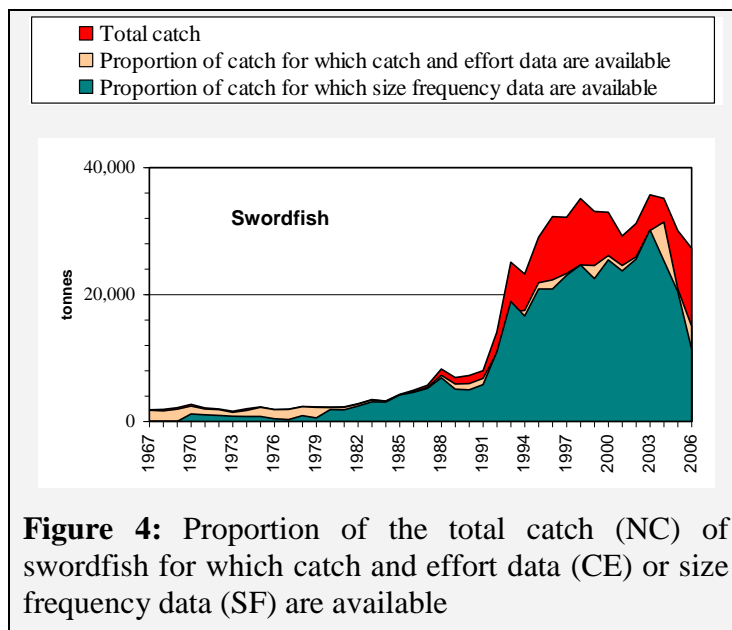 Total catch
Proportion of catch for which catch and effort data are available
Proportion of catch for which size frequency data are available
40,000
Swordfish
tonnes
20,000
0
1967
1970
1973
1976
1979
1982
1985
1988
1991
1994
1997
2000
2003
2006
Figure 4: Proportion of the total catch (NC) of
swordfish for which catch and effort data (CE) or size
frequency data (SF) are available